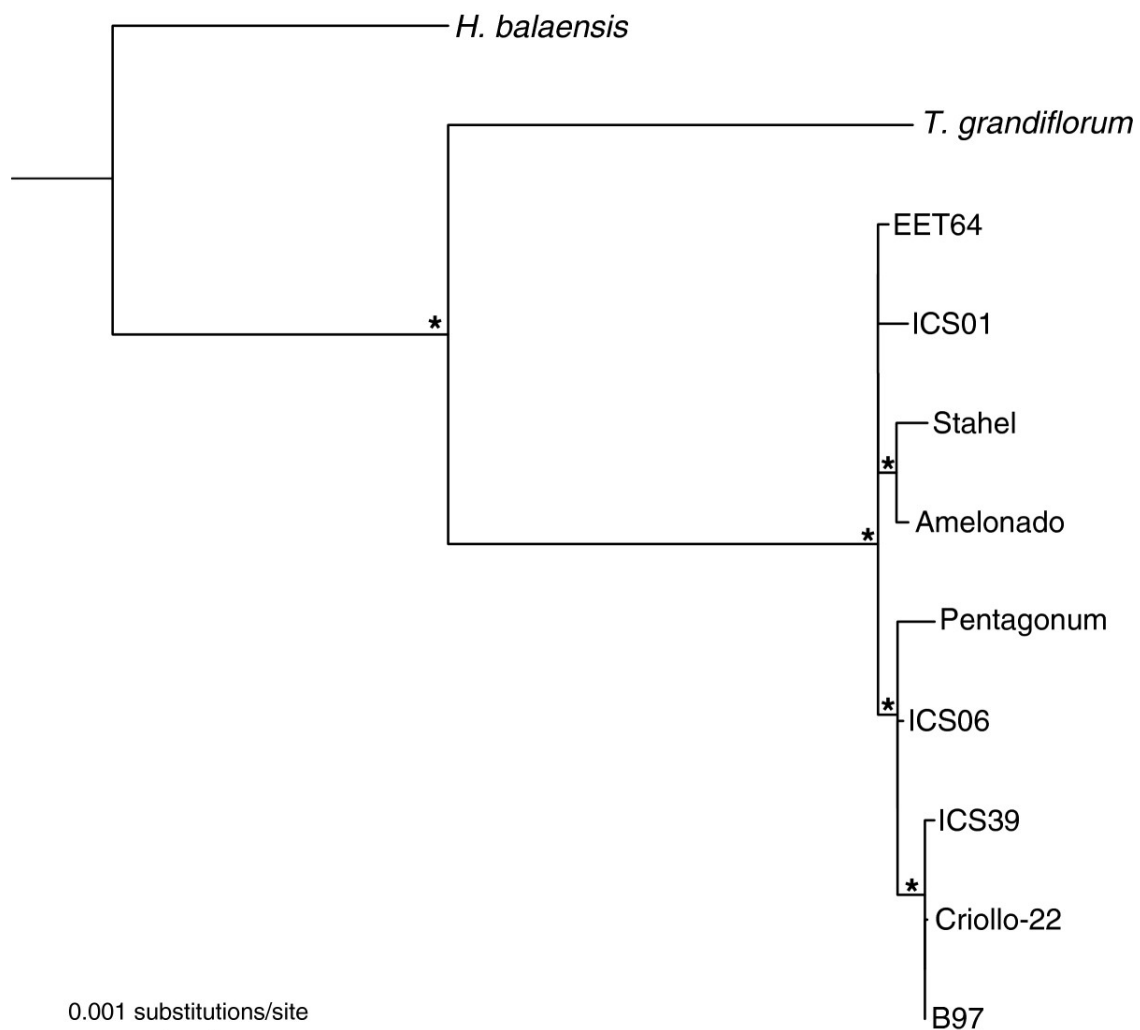 H. balaensis
T. grandiflorum
EET64
ICS01
*
Stahel
*
Amelonado
*
Pentagonum
*
ICS06
ICS39
*
Criollo-22
0.001 substitutions/site
B97